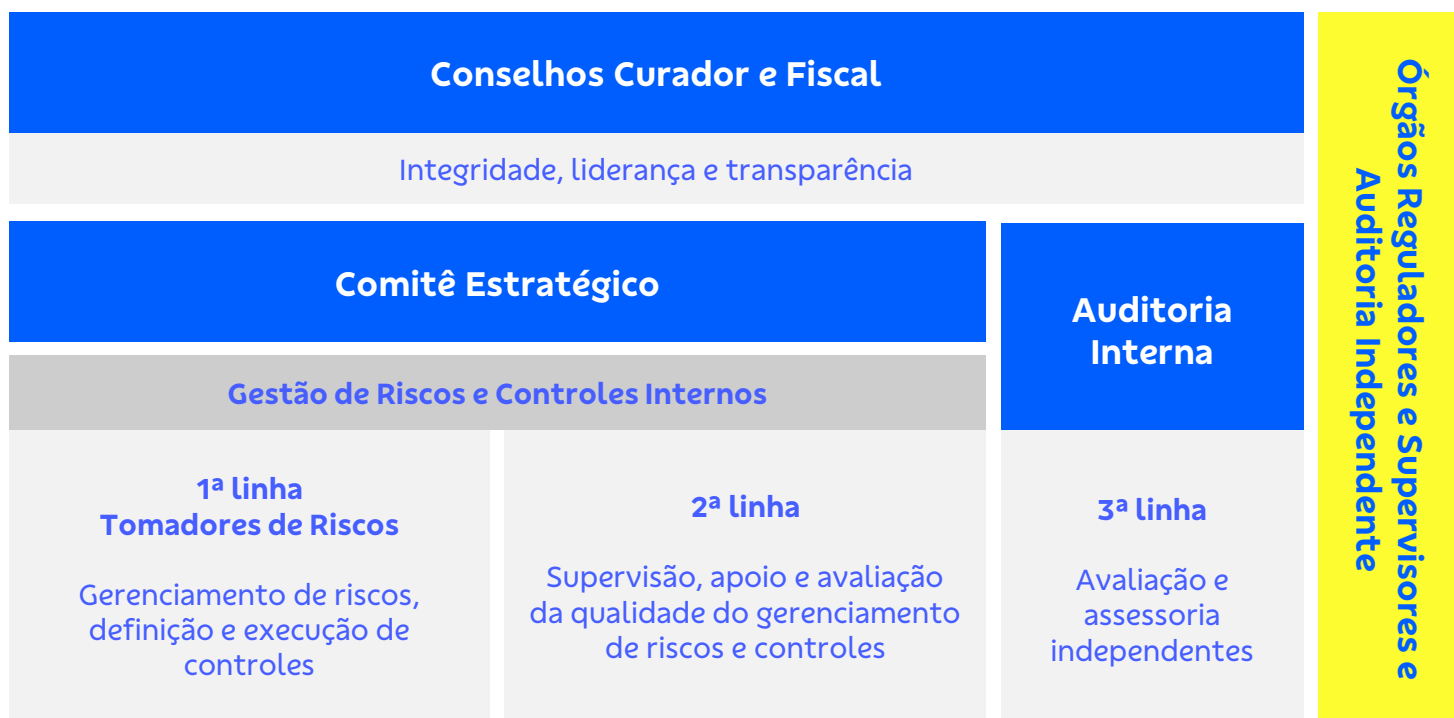 Conselhos Curador e Fiscal
Integridade, liderança e transparência
Comitê Estratégico
Gestão de Riscos e Controles Internos
1ª linha
Tomadores de Riscos
Gerenciamento de riscos,
definição e execução de
controles
2ª linha
Supervisão, apoio e avaliação
da qualidade do gerenciamento
de riscos e controles
Auditoria
Interna
3ª linha
Avaliação e
assessoria
independentes
Órgãos Reguladores e Supervisores e
Auditoria Independente